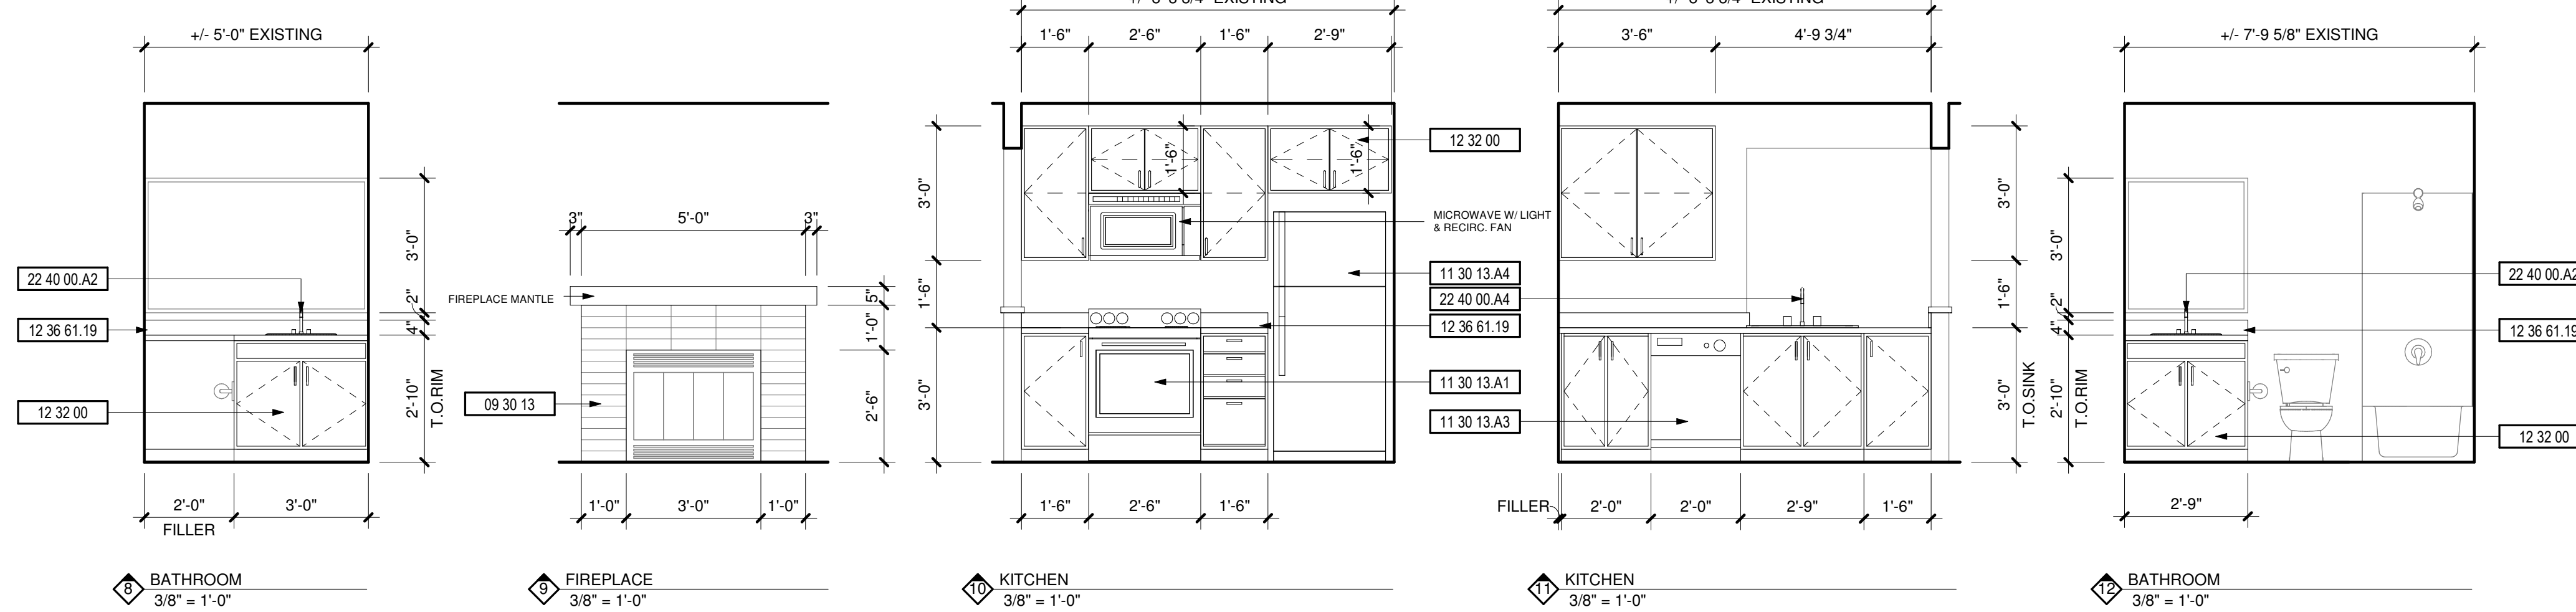 +/- 5'-0" EXISTING
3'-0"
2"
4"
2'-10"
T.O.RIM
22 40 00.A2
12 36 61.19
12 32 00
2'-0"
3'-0"
FILLER
8
BATHROOM
3/8" = 1'-0"
3"
5'-0"
3"
FIREPLACE MANTLE
5"
1'-0"
2'-6"
09 30 13
1'-0"
3'-0"
1'-0"
9
FIREPLACE
3/8" = 1'-0"
EXISTING
1'-6"
2'-6"
1'-6"
2'-9"
3'-0"
1'-6"
3'-0"
1'-6"
1'-6"
12 32 00
MICROWAVE W/ LIGHT
& RECIRC. FAN
11 30 13.A4
22 40 00.A4
12 36 61.19
11 30 13.A1
11 30 13.A3
1'-6"
2'-6"
1'-6"
10
KITCHEN
3/8" = 1'-0"
EXISTING
3'-6"
4'-9 3/4"
3'-0"
1'-6"
3'-0"
T.O.SINK
FILLER
2'-0"
2'-0"
2'-9"
1'-6"
11
KITCHEN
3/8" = 1'-0"
+/- 7'-9 5/8" EXISTING
3'-0"
2"
4"
2'-10"
T.O.RIM
22 40 00.A2
12 36 61.19
12 32 00
2'-9"
12
BATHROOM
3/8" = 1'-0"